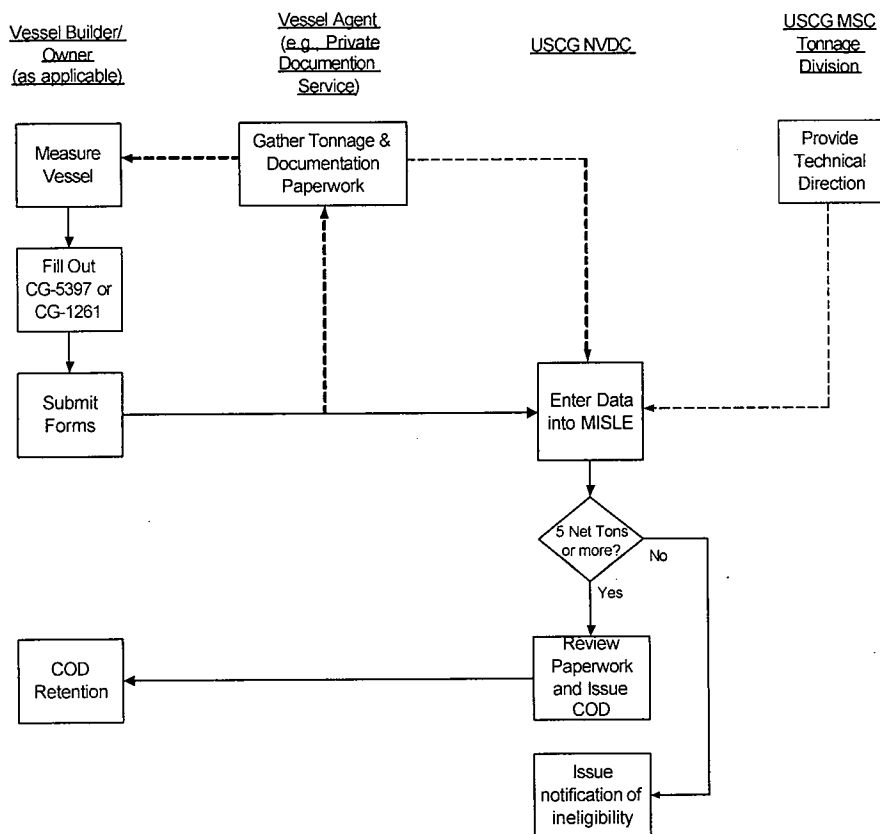 Vessel Builder/
Owner
(as applicable)
Vessel Agent
(e.g., Private
Documention
Service)
USCG NVDC
USCG MSC
Tonnage
Division
Measure
Vessel
Gather Tonnage &
Documentation
Paperwork
Provide
Technical
Direction
Fill Out
CG-5397 or
CG-1261
Submit
Forms
Enter Data
into MISLE
5 Net Tons
or more?
No
Yes
COD
Retention
Review
Paperwork
and Issue
COD
Issue
notification of
ineligibility